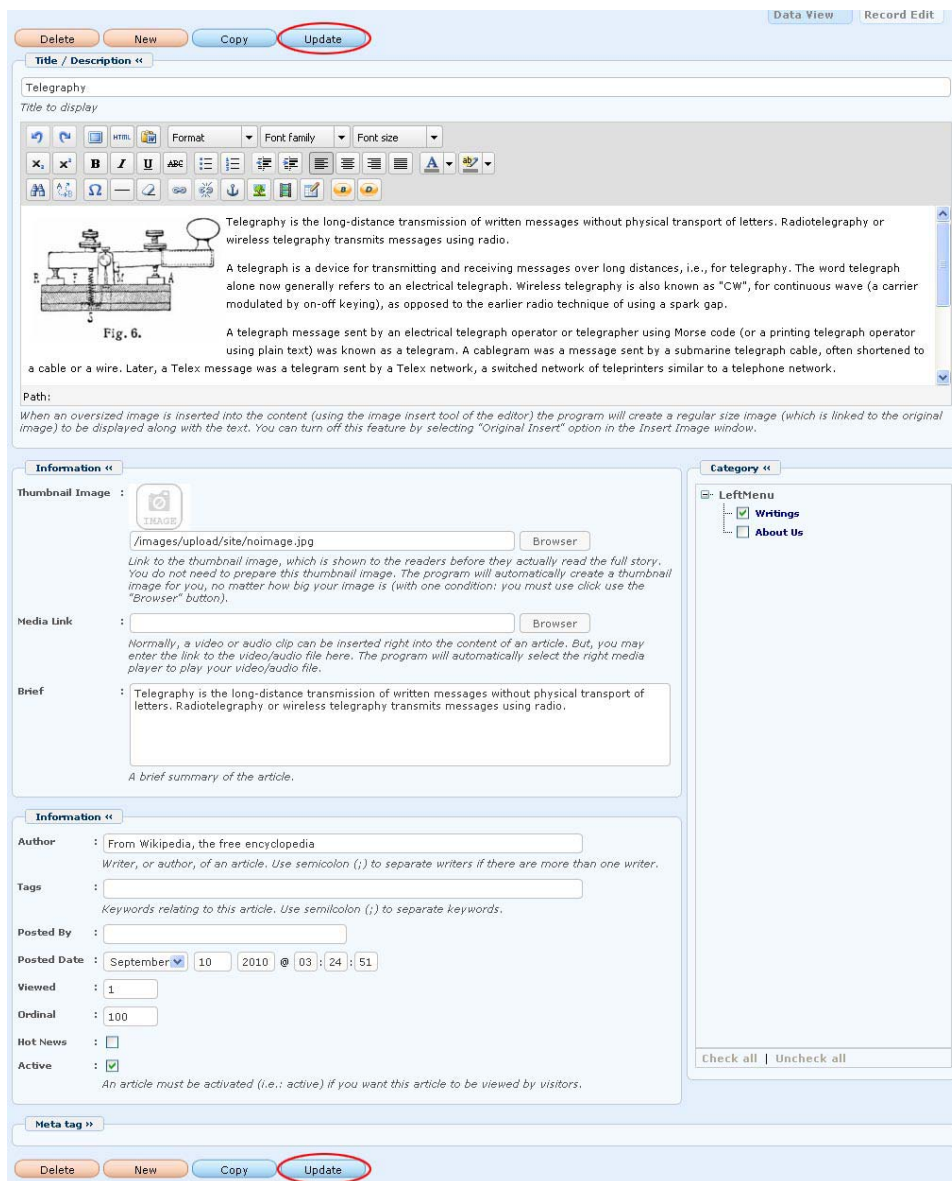 Data View Record Edit
Delete New Copy Update
Title / Description «
Telegraphy
Title to display
HTML Format Font family Font size
B I U ABC A ab
Ω — B D
Telegraphy is the long-distance transmission of written messages without physical transport of letters. Radiotelegraphy or
wireless telegraphy transmits messages using radio.
A telegraph is a device for transmitting and receiving messages over long distances, i.e., for telegraphy. The word telegraph
alone now generally refers to an electrical telegraph. Wireless telegraphy is also known as "CW", for continuous wave (a carrier
modulated by on-off keying), as opposed to the earlier radio technique of using a spark gap.
Fig. 6.
A telegraph message sent by an electrical telegraph operator or telegrapher using Morse code (or a printing telegraph operator
using plain text) was known as a telegram. A cablegram was a message sent by a submarine telegraph cable, often shortened to
a cable or a wire. Later, a Telex message was a telegram sent by a Telex network, a switched network of teleprinters similar to a telephone network.
Path:
When an oversized image is inserted into the content (using the image insert tool of the editor) the program will create a regular size image (which is linked to the original
image) to be displayed along with the text. You can turn off this feature by selecting "Original Insert" option in the Insert Image window.
Information «
Thumbnail Image :
IMAGE
/images/upload/site/noimage.jpg Browser
Link to the thumbnail image, which is shown to the readers before they actually read the full story.
You do not need to prepare this thumbnail image. The program will automatically create a thumbnail
image for you, no matter how big your image is (with one condition: you must use click use the
"Browser" button).
Media Link : Browser
Normally, a video or audio clip can be inserted right into the content of an article. But, you may
enter the link to the video/audio file here. The program will automatically select the right media
player to play your video/audio file.
Brief : Telegraphy is the long-distance transmission of written messages without physical transport of
letters. Radiotelegraphy or wireless telegraphy transmits messages using radio.
A brief summary of the article.
Category «
LeftMenu
Writings
About Us
Check all | Uncheck all
Information «
Author : From Wikipedia, the free encyclopedia
Writer, or author, of an article. Use semicolon (;) to separate writers if there are more than one writer.
Tags :
Keywords relating to this article. Use semilcolon (;) to separate keywords.
Posted By :
Posted Date : September 10 2010 @ 03 : 24 : 51
Viewed : 1
Ordinal : 100
Hot News :
Active :
An article must be activated (i.e.: active) if you want this article to be viewed by visitors.
Meta tag »
Delete New Copy Update